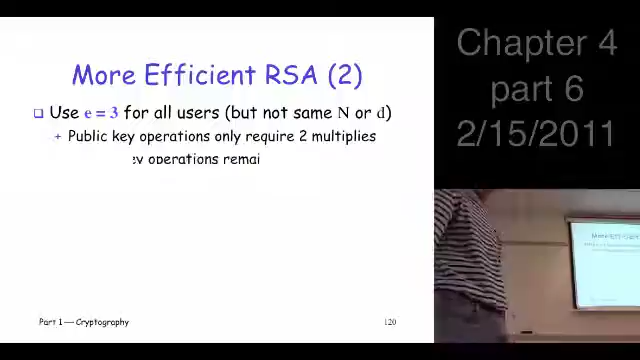 More Efficient RSA (2)
Use e = 3 for all users (but not same N or d)
+ Public key operations only require 2 multiplies
operations
Part 1 — Cryptography
120
Chapter 4
part 6
2/15/2011